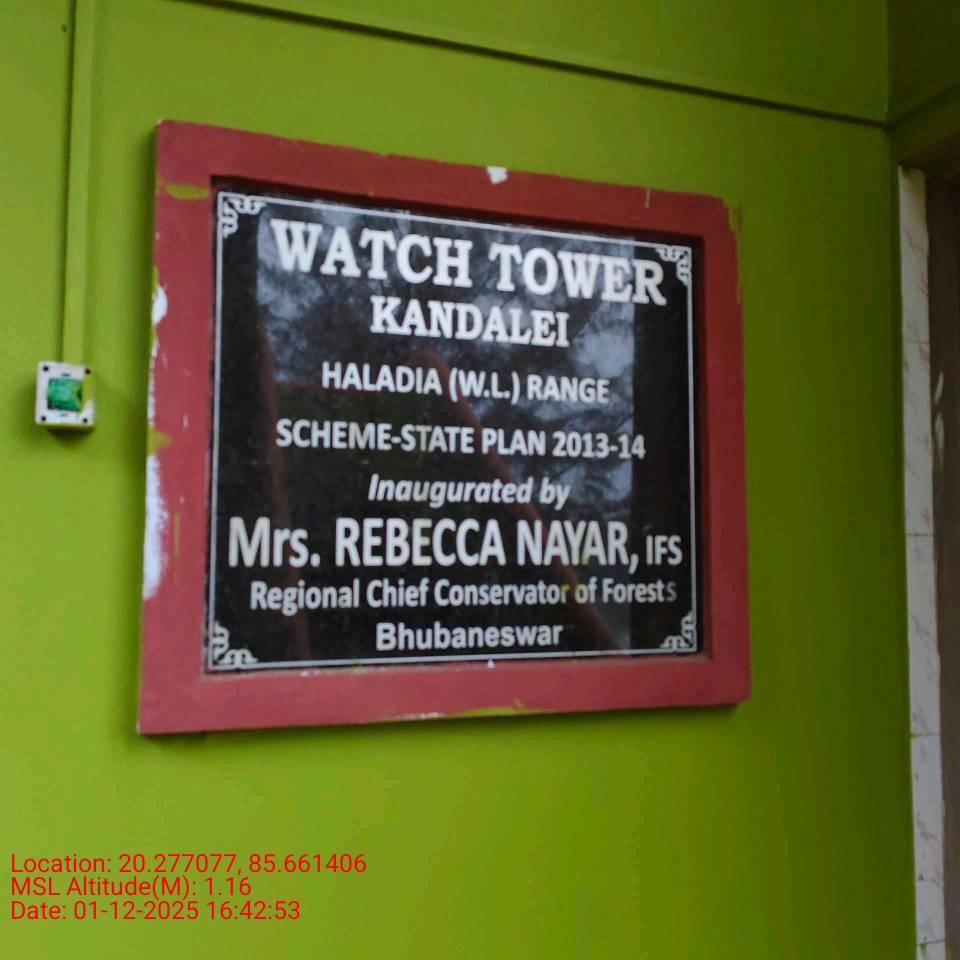 WATCH TOWER
KANDALEI
HALADIA (W.L.) RANGE
SCHEME-STATE PLAN 2013-14
Inaugurated by
Mrs. REBECCA NAYAR, IFS
Regional Chief Conservator of Forests
Bhubaneswar
Location: 20.277077, 85.661406
MSL Altitude(M): 1.16
Date: 01-12-2025 16:42:53